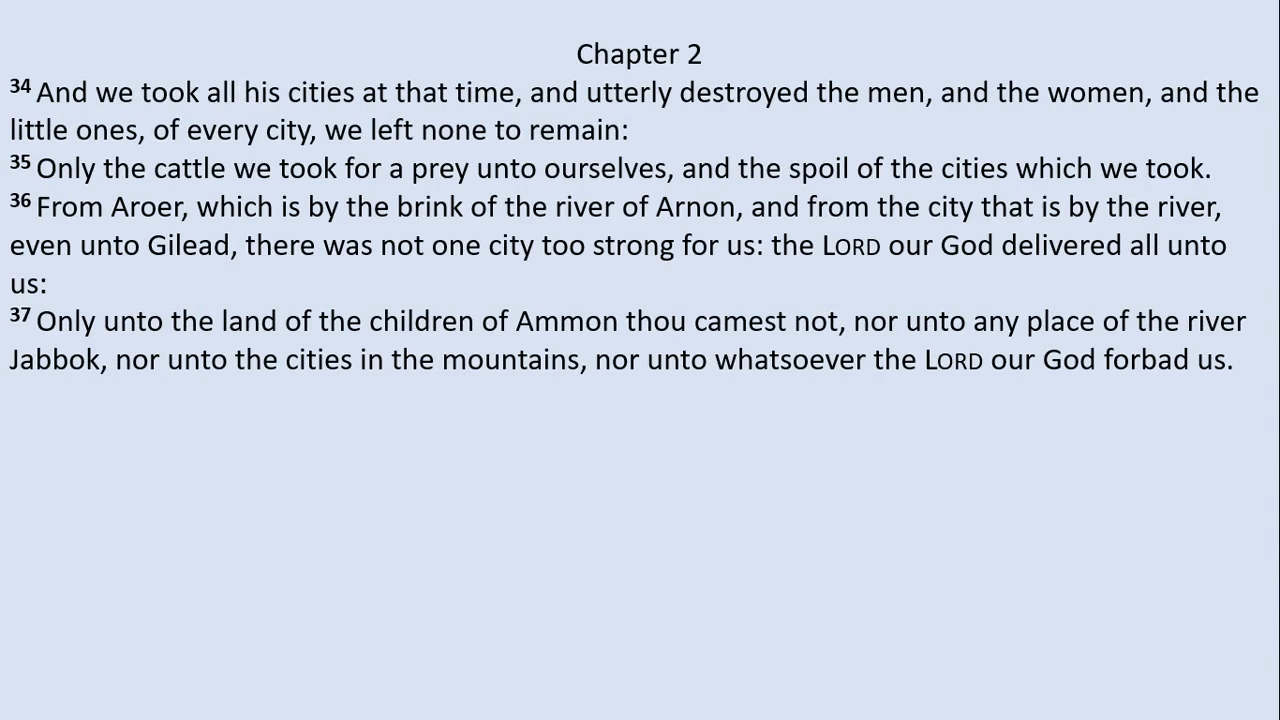 Chapter 2
34 And we took all his cities at that time, and utterly destroyed the men, and the women, and the
little ones, of every city, we left none to remain:
35 Only the cattle we took for a prey unto ourselves, and the spoil of the cities which we took.
36 From Aroer, which is by the brink of the river of Arnon, and from the city that is by the river,
even unto Gilead, there was not one city too strong for us: the LORD our God delivered all unto
us:
37 Only unto the land of the children of Ammon thou camest not, nor unto any place of the river
Jabbok, nor unto the cities in the mountains, nor unto whatsoever the LORD our God forbad us.